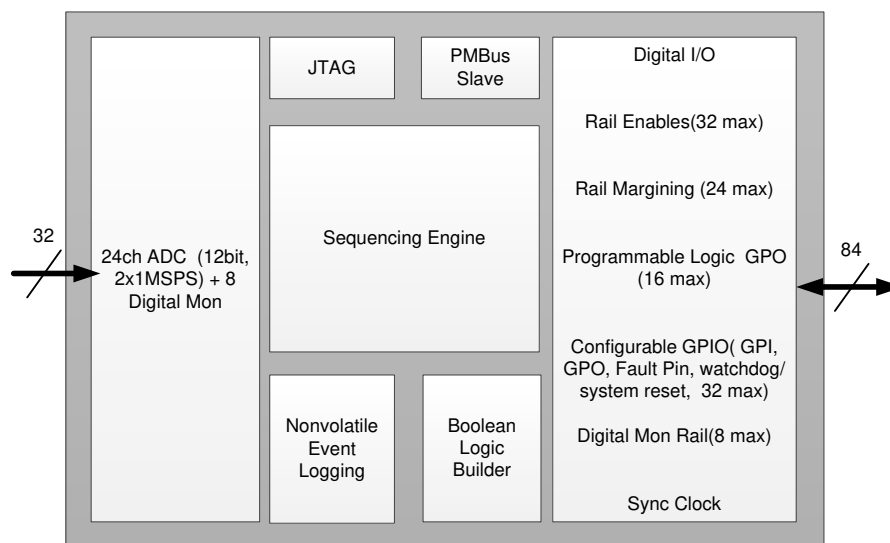 JTAG
PMBus
Slave
Digital I/O
Rail Enables(32 max)
Rail Margining (24 max)
32
24ch ADC (12bit,
2x1MSPS) + 8
Digital Mon
Sequencing Engine
Programmable Logic GPO
(16 max)
84
Configurable GPIO( GPI,
GPO, Fault Pin, watchdog/
system reset, 32 max)
Nonvolatile
Event
Logging
Boolean
Logic
Builder
Digital Mon Rail(8 max)
Sync Clock